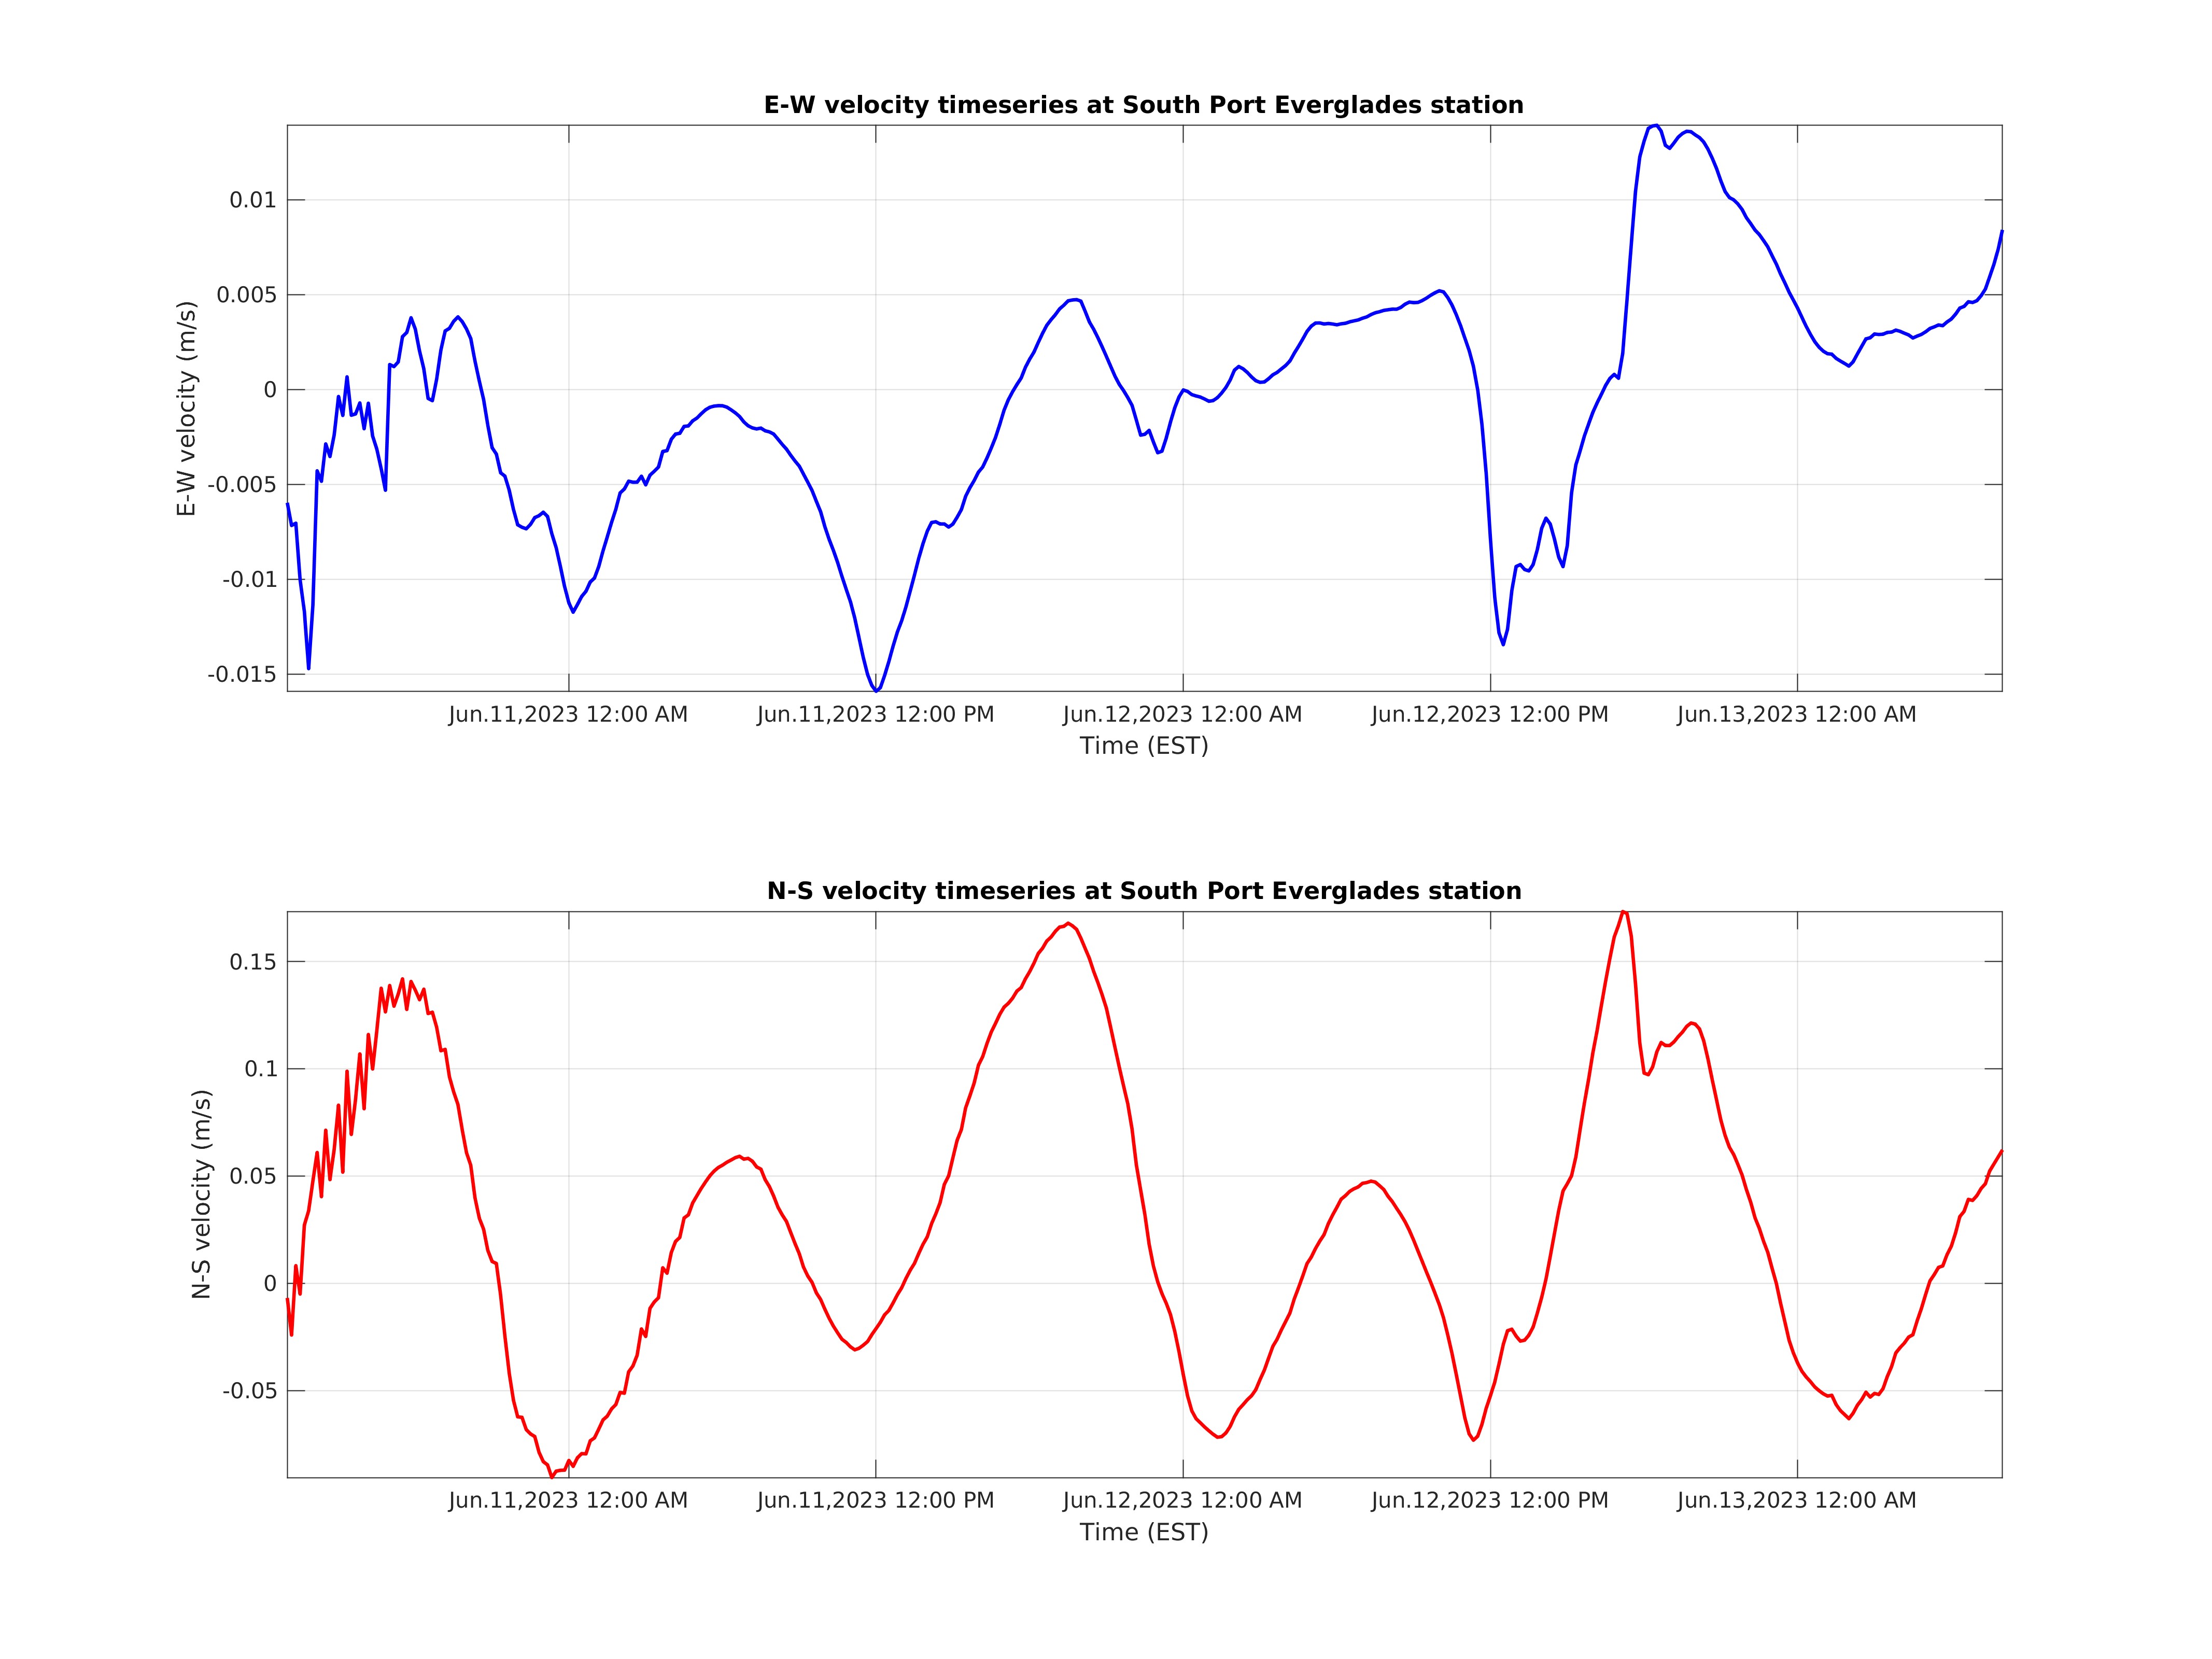 E-W velocity timeseries at South Port Everglades station
E-W velocity (m/s)
0.01
0.005
0
-0.005
-0.01
-0.015
Jun.11,2023 12:00 AM
Jun.11,2023 12:00 PM
Jun.12,2023 12:00 AM
Jun.12,2023 12:00 PM
Jun.13,2023 12:00 AM
Time (EST)
N-S velocity timeseries at South Port Everglades station
N-S velocity (m/s)
0.15
0.1
0.05
0
-0.05
Jun.11,2023 12:00 AM
Jun.11,2023 12:00 PM
Jun.12,2023 12:00 AM
Jun.12,2023 12:00 PM
Jun.13,2023 12:00 AM
Time (EST)